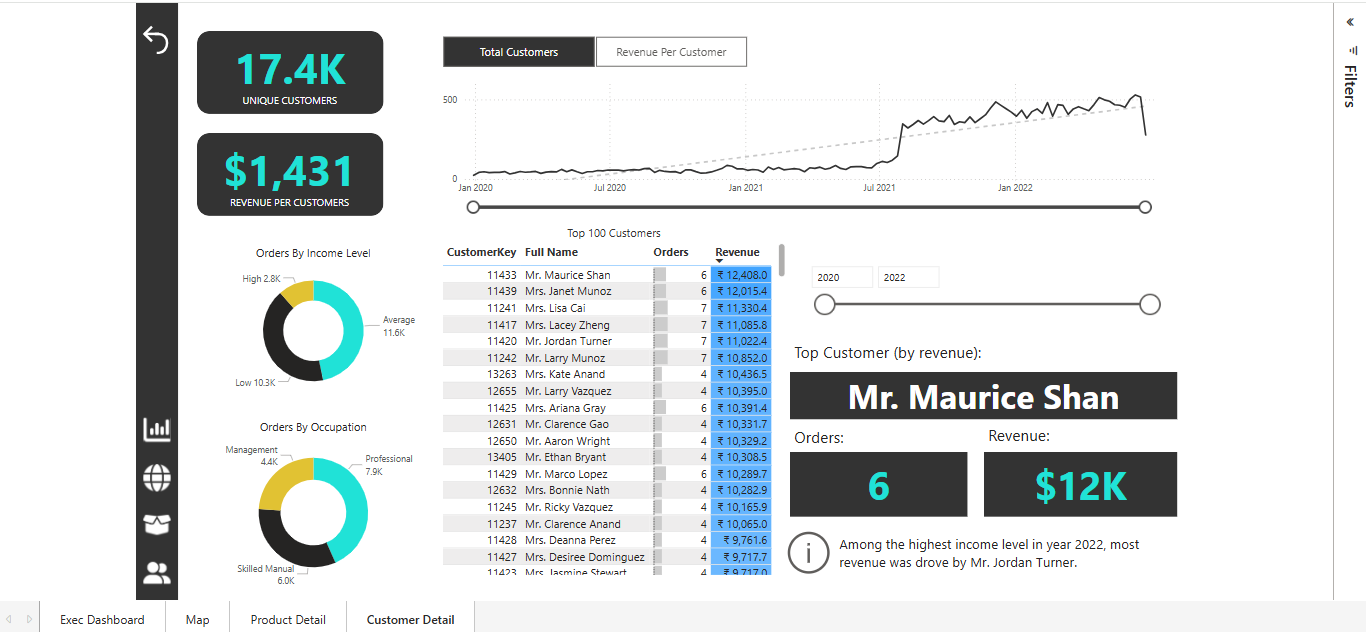 17.4K
UNIQUE CUSTOMERS
$1,431
REVENUE PER CUSTOMERS
Total Customers
Revenue Per Customer
500
0
Jan 2020
Jul 2020
Jan 2021
Jul 2021
Jan 2022
Filters
Orders By Income Level
High 2.8K
Average
11.6K
Low 10.3K
Orders By Occupation
Management
4.4K
Professional
7.9K
Skilled Manual
6.0K
Top 100 Customers
CustomerKey Full Name Orders Revenue
11433 Mr. Maurice Shan 6 ₹ 12,408.0
11439 Mrs. Janet Munoz 6 ₹ 12,015.4
11241 Mrs. Lisa Cai 7 ₹ 11,330.4
11417 Mrs. Lacey Zheng 7 ₹ 11,085.8
11420 Mr. Jordan Turner 7 ₹ 11,022.4
11242 Mr. Larry Munoz 7 ₹ 10,852.0
13263 Mrs. Kate Anand 4 ₹ 10,436.5
12655 Mr. Larry Vazquez 4 ₹ 10,395.0
11425 Mrs. Ariana Gray 6 ₹ 10,391.4
12631 Mr. Clarence Gao 4 ₹ 10,331.7
12650 Mr. Aaron Wright 4 ₹ 10,329.2
13405 Mr. Ethan Bryant 4 ₹ 10,308.5
11429 Mr. Marco Lopez 6 ₹ 10,289.7
12632 Mrs. Bonnie Nath 4 ₹ 10,282.9
11245 Mr. Ricky Vazquez 4 ₹ 10,165.9
11237 Mr. Clarence Anand 4 ₹ 10,065.0
11428 Mrs. Deanna Perez 4 ₹ 9,761.6
11427 Mrs. Desiree Dominguez 4 ₹ 9,717.7
11423 Mrs. Jasmine Stewart 4 ₹ 9,717.0
2020
2022
Top Customer (by revenue):
Mr. Maurice Shan
Orders:
Revenue:
6
$12K
Among the highest income level in year 2022, most
revenue was drove by Mr. Jordan Turner.
Exec Dashboard
Map
Product Detail
Customer Detail